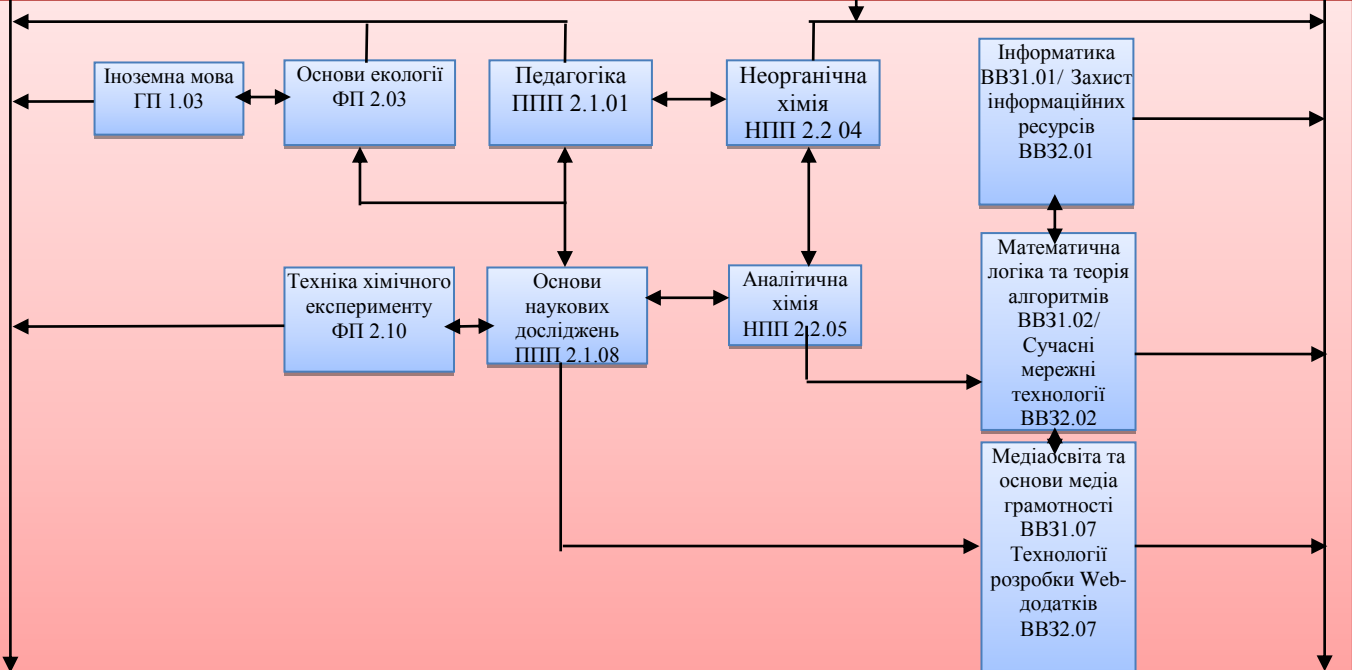 Іноземна мова
ГП 1.03
Основи екології
ФП 2.03
Педагогіка
ППП 2.1.01
Неорганічна
хімія
НПП 2.2 04
Інформатика
ВВЗ1.01/ Захист
інформаційних
ресурсів
ВВЗ2.01
Техніка хімічного
експерименту
ФП 2.10
Основи
наукових
досліджень
ППП 2.1.08
Аналітична
хімія
НПП 2.2.05
Математична
логіка та теорія
алгоритмів
ВВЗ1.02/
Сучасні
мережні
технології
ВВЗ2.02
Медіаосвіта та
основи медіа
грамотності
ВВЗ1.07
Технології
розробки Web-
додатків
ВВЗ2.07